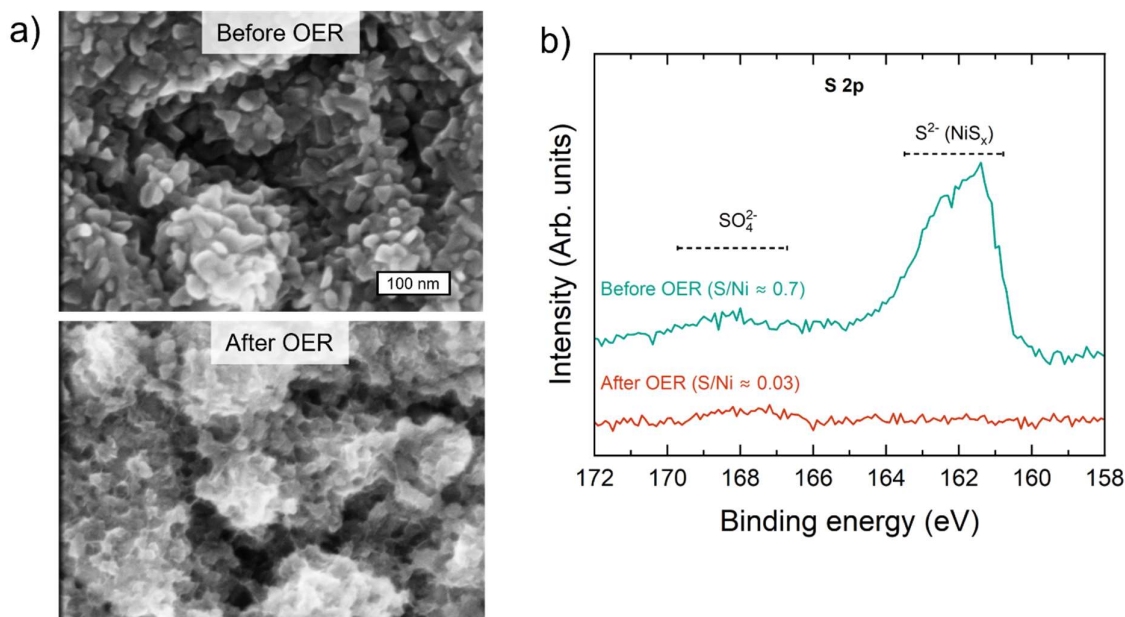 a)
Before OER
100 nm
After OER
b)
S 2p
S²⁻ (NiSₓ)
SO₄²⁻
Before OER (S/Ni ≈ 0.7)
After OER (S/Ni ≈ 0.03)
Intensity (Arb. units)
172 170 168 166 164 162 160 158
Binding energy (eV)